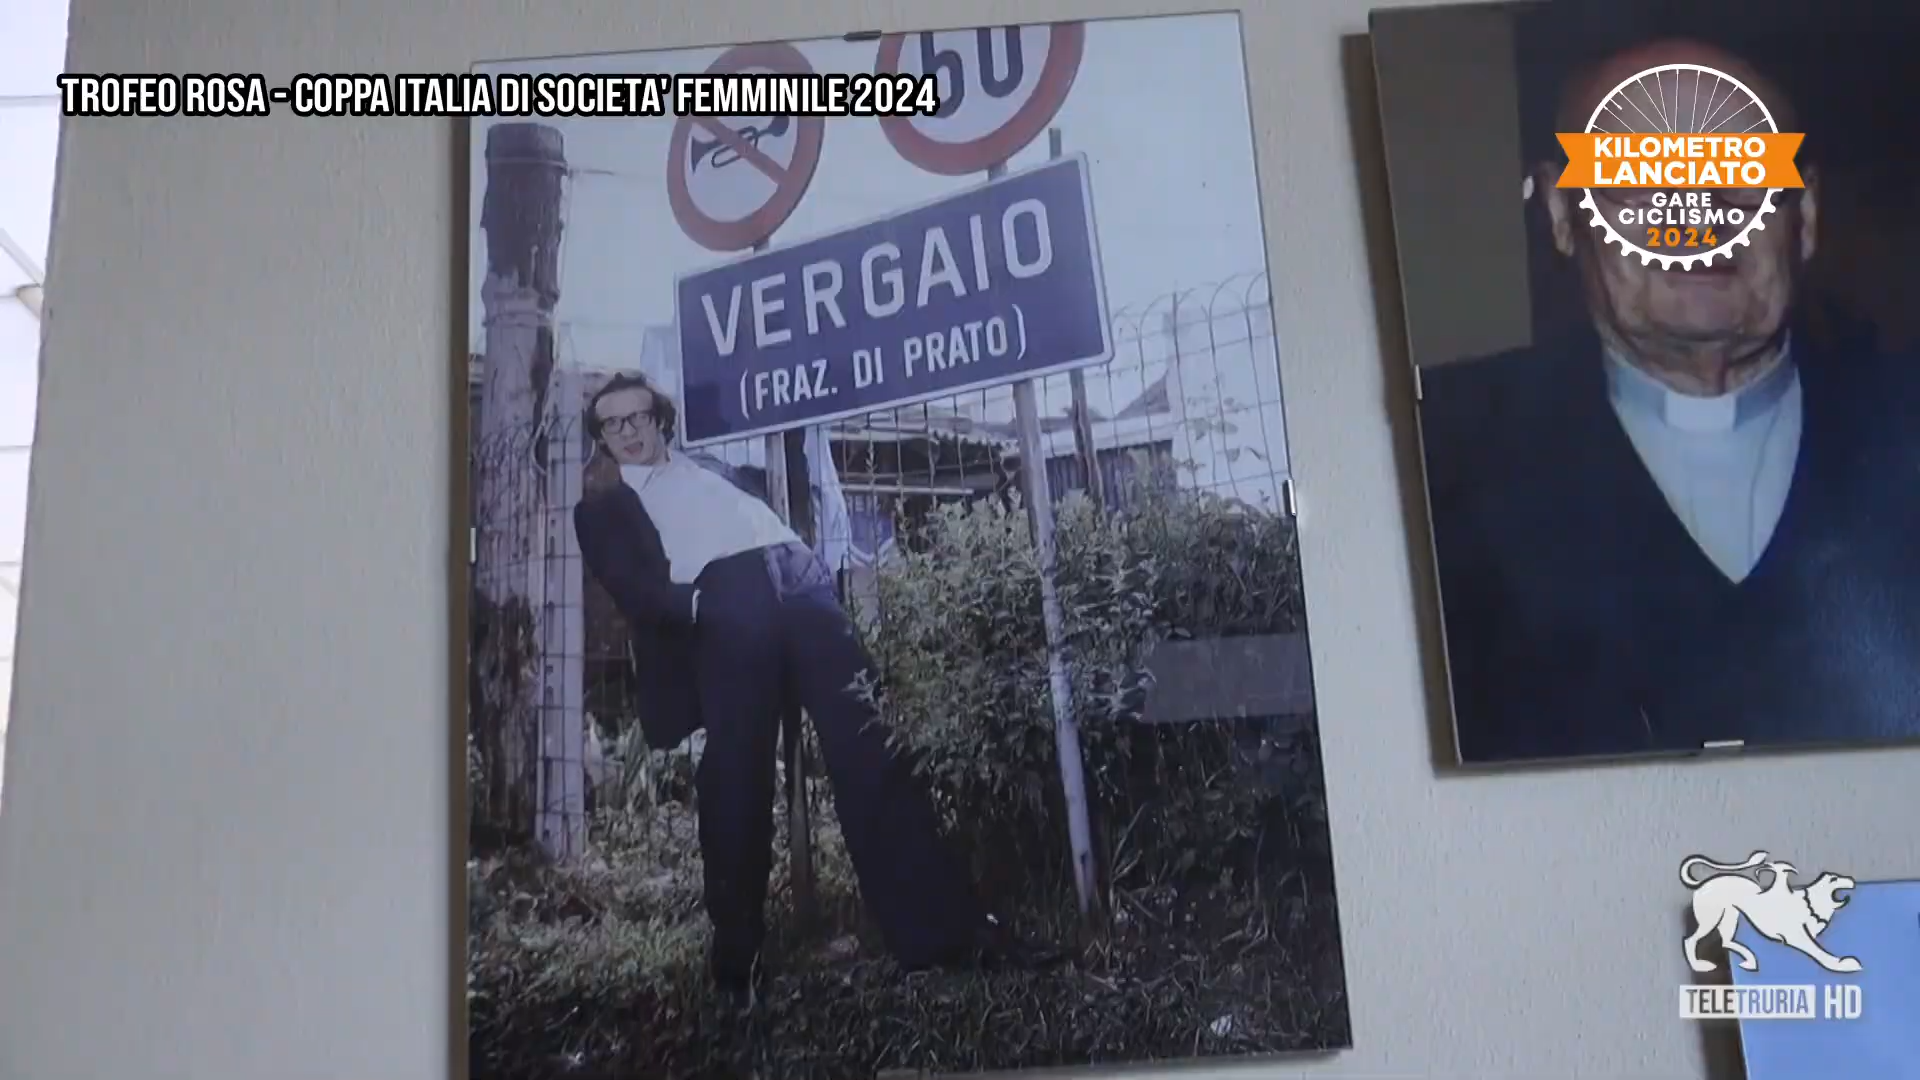 TROFEO ROSA - COPPA ITALIA DI SOCIETA' FEMMINILE 2024
60
VERGAIO
(FRAZ. DI PRATO)
KILOMETRO
LANCIATO
GARE
CICLISMO
2024
TELETRURIA HD